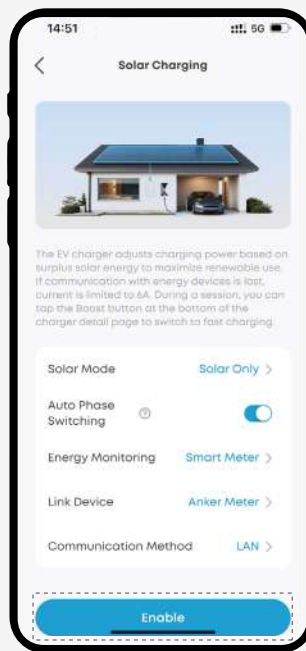 14:51
5G
Solar Charging
The EV charger adjusts charging power based on
surplus solar energy to maximize renewable use.
If communication with energy devices is lost,
current is limited to 6A. During a session, you can
tap the Boost button at the bottom of the
charger detail page to switch to fast charging.
Solar Mode Solar Only >
Auto Phase
Switching ?
Energy Monitoring Smart Meter >
Link Device Anker Meter >
Communication Method LAN >
Enable